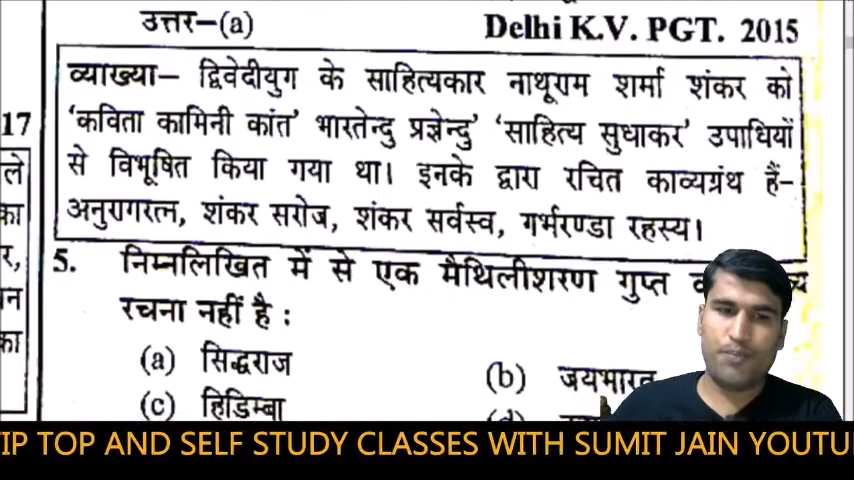 उत्तर–(a)
Delhi K.V. PGT. 2015
17
व्याख्या– द्विवेदीयुग के साहित्यकार नाथूराम शर्मा शंकर को
'कविता कामिनी कांत' भारतेन्दु प्रज्ञेन्दु' 'साहित्य सुधाकर' उपाधियों
से विभूषित किया गया था। इनके द्वारा रचित काव्यग्रंथ हैं-
अनुरागरत्न, शंकर सरोज, शंकर सर्वस्व, गर्भरण्डा रहस्य।
5. निम्नलिखित में से एक मैथिलीशरण गुप्त
रचना नहीं है :
(a) सिद्धराज
(b) जयभारत
(c) हिडिम्बा
TOP AND SELF STUDY CLASSES WITH SUMIT JAIN